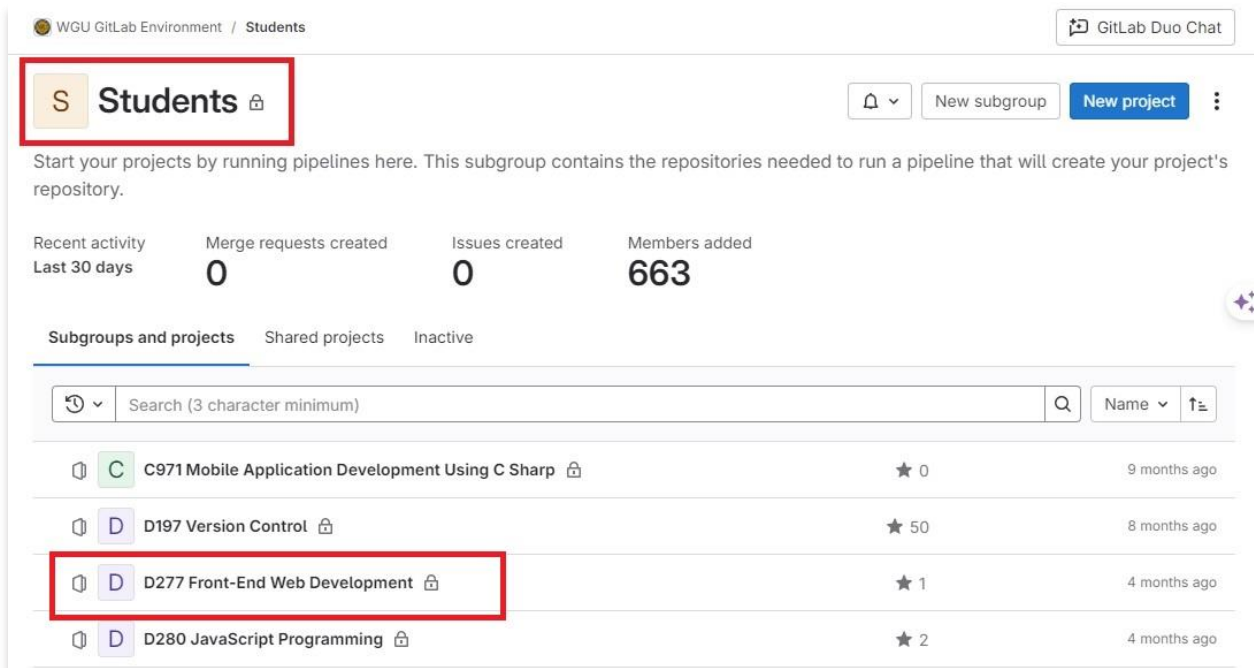 WGU GitLab Environment / Students
GitLab Duo Chat
S Students
New subgroup
New project
Start your projects by running pipelines here. This subgroup contains the repositories needed to run a pipeline that will create your project's
repository.
Recent activity
Last 30 days
Merge requests created
0
Issues created
0
Members added
663
Subgroups and projects Shared projects Inactive
Search (3 character minimum)
Name
C C971 Mobile Application Development Using C Sharp 0 9 months ago
D D197 Version Control 50 8 months ago
D D277 Front-End Web Development 1 4 months ago
D D280 JavaScript Programming 2 4 months ago